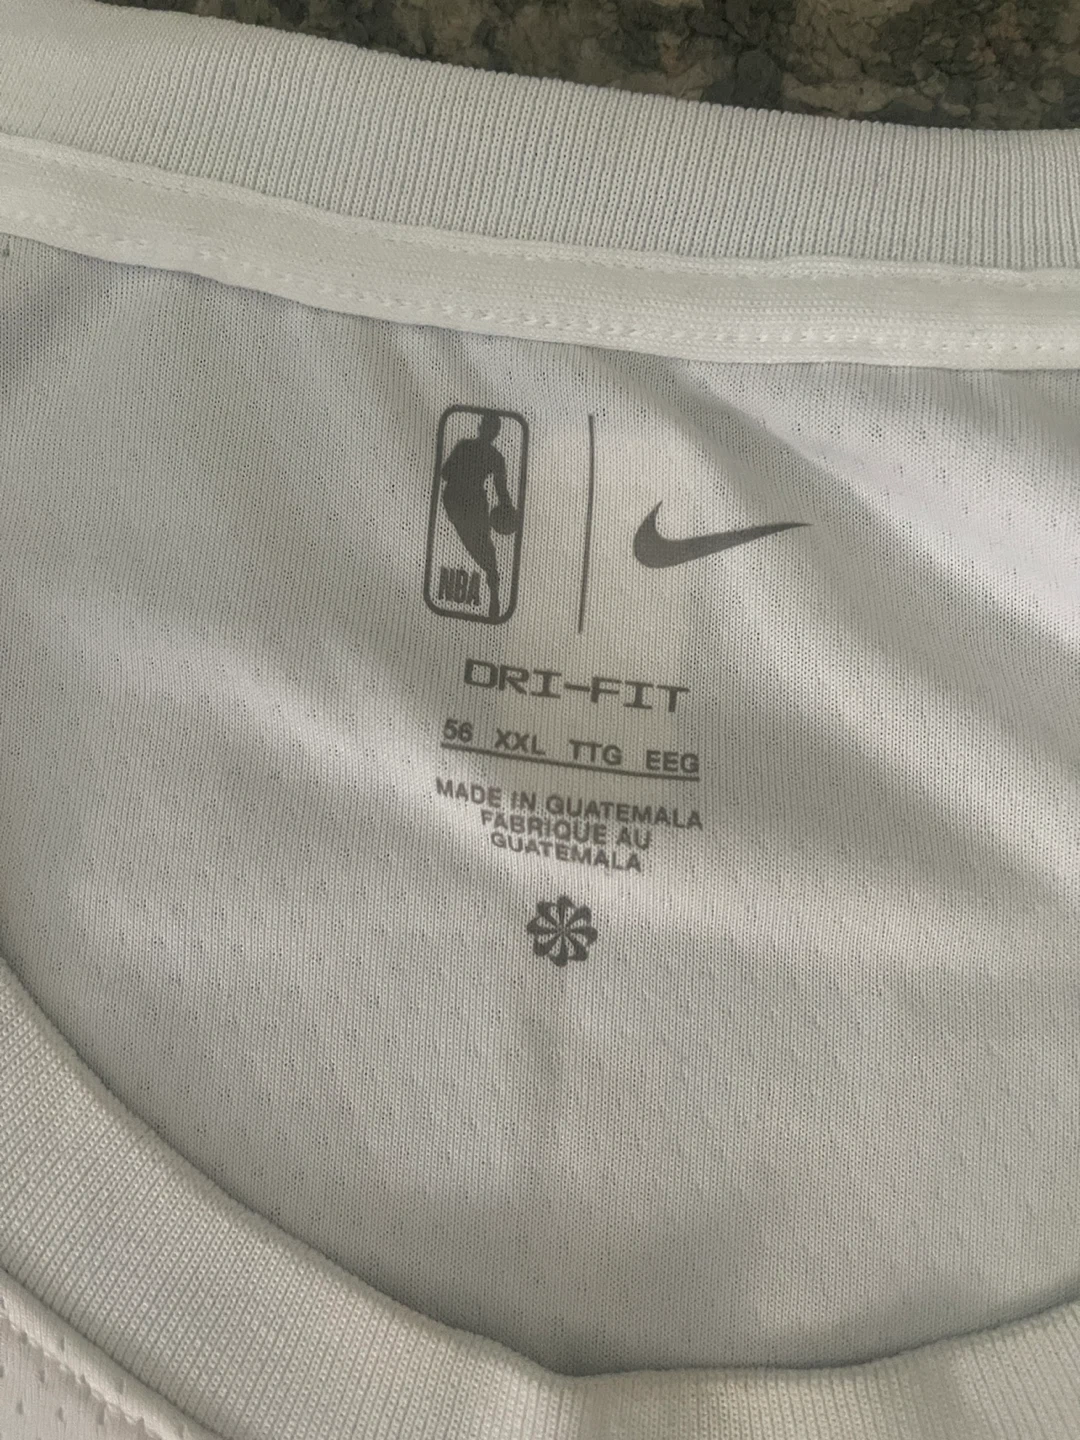 NBA
DRI-FIT
56 XXL TTG EEG
MADE IN GUATEMALA
FABRIQUE AU
GUATEMALA